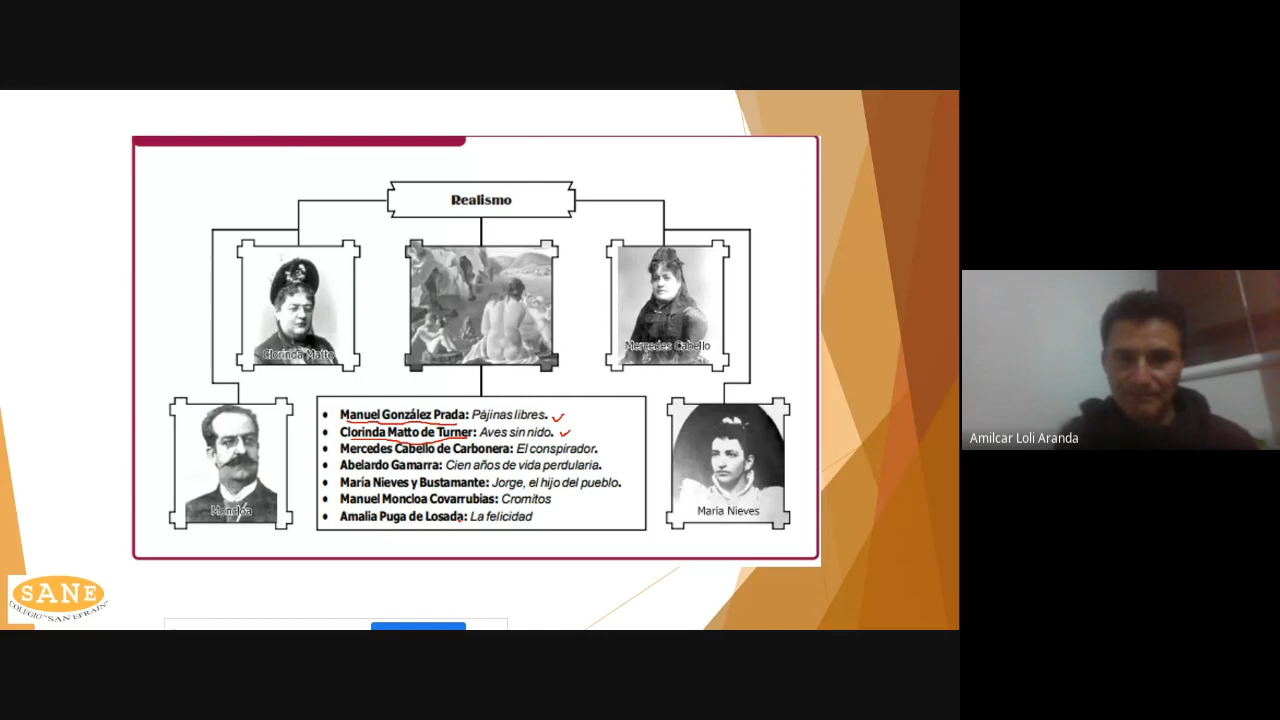 Realismo
Clorinda Matto
Mercedes Cabello
Moncloa
Maria Nieves
• Manuel González Prada: Pájinas libres.
• Clorinda Matto de Turner: Aves sin nido.
• Mercedes Cabello de Carbonera: El conspirador.
• Abelardo Gamarra: Cien años de vida perdularia.
• María Nieves y Bustamante: Jorge, el hijo del pueblo.
• Manuel Moncloa Covarrubias: Cromitos
• Amalia Puga de Losada: La felicidad
SANE
COLEGIO "SAN EFRAIN"
Amilcar Loli Aranda